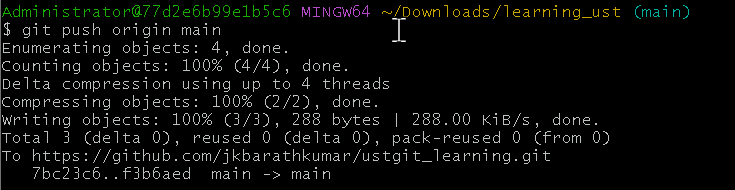 Administrator@77d2e6b99e1b5c6 MINGW64 ~/Downloads/learning_ust (main)
$ git push origin main
Enumerating objects: 4, done.
Counting objects: 100% (4/4), done.
Delta compression using up to 4 threads
Compressing objects: 100% (2/2), done.
Writing objects: 100% (3/3), 288 bytes | 288.00 KiB/s, done.
Total 3 (delta 0), reused 0 (delta 0), pack-reused 0 (from 0)
To https://github.com/jkbarathkumar/ustgit_learning.git
   7bc23c6..f3b6aed  main -> main